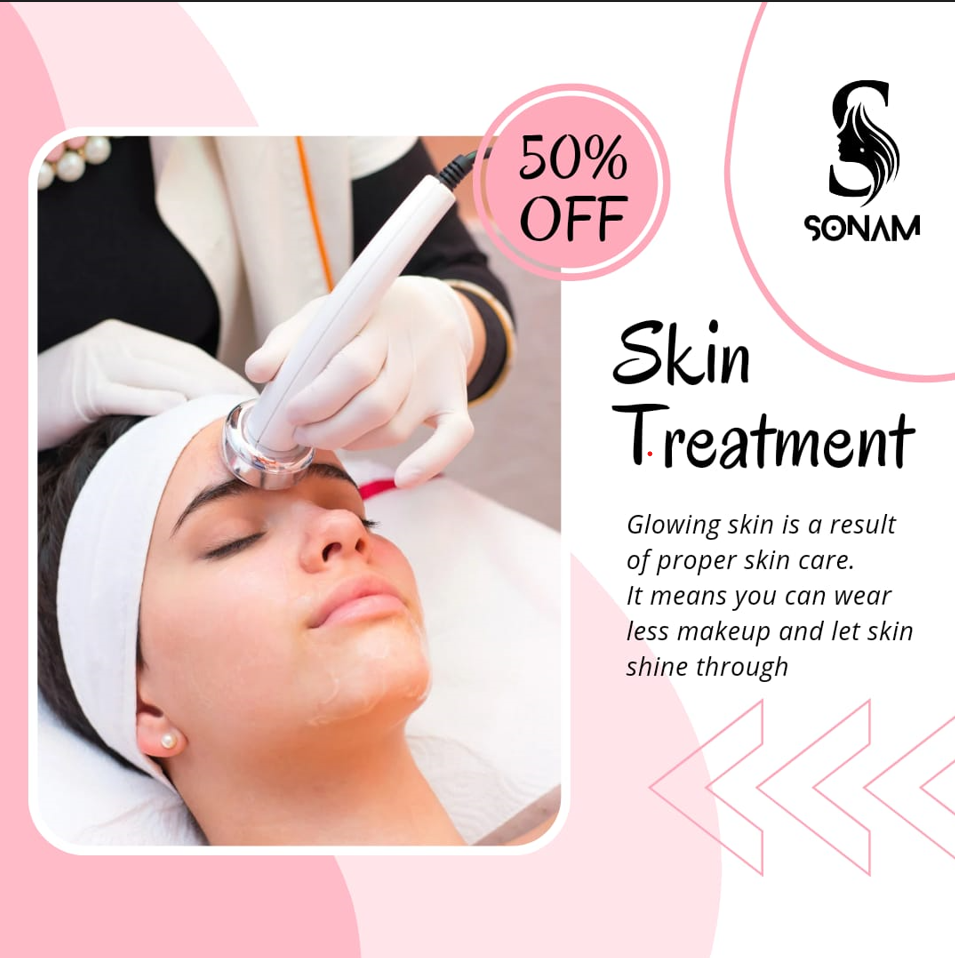 50%
OFF
SONAM
Skin
Treatment
Glowing skin is a result
of proper skin care.
It means you can wear
less makeup and let skin
shine through